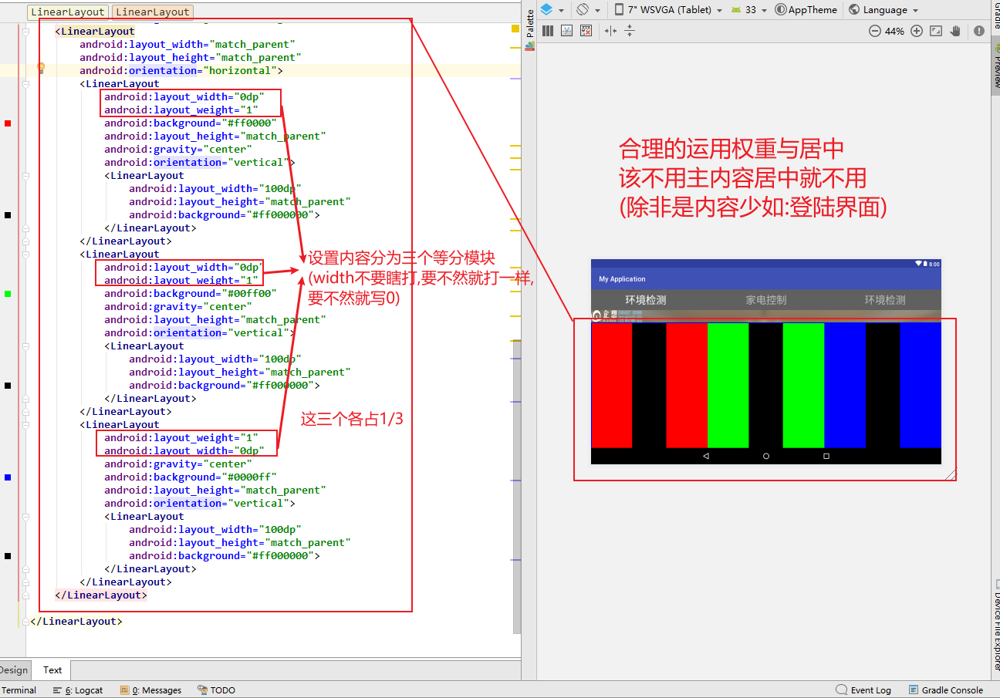 LinearLayout LinearLayout
<LinearLayout
android:layout_width="match_parent"
android:layout_height="match_parent"
android:orientation="horizontal">
<LinearLayout
android:layout_width="0dp"
android:layout_weight="1"
android:background="#ff0000"
android:layout_height="match_parent"
android:gravity="center"
android:orientation="vertical">
<LinearLayout
android:layout_width="100dp"
android:layout_height="match_parent"
android:background="#ff000000">
</LinearLayout>
</LinearLayout>
<LinearLayout
android:layout_width="0dp"
android:layout_weight="1"
android:background="#00ff00"
android:gravity="center"
android:layout_height="match_parent"
android:orientation="vertical">
<LinearLayout
android:layout_width="100dp"
android:layout_height="match_parent"
android:background="#ff000000">
</LinearLayout>
</LinearLayout>
<LinearLayout
android:layout_weight="1"
android:layout_width="0dp"
android:gravity="center"
android:background="#0000ff"
android:layout_height="match_parent"
android:orientation="vertical">
<LinearLayout
android:layout_width="100dp"
android:layout_height="match_parent"
android:background="#ff000000">
</LinearLayout>
</LinearLayout>
</LinearLayout>
</LinearLayout>
设置内容分为三个等分模块
(width不要瞎打,要不然就打一样,
要不然就写0)
这三个各占1/3
Design Text
Terminal 6: Logcat 0: Messages TODO
Palette
7" WSVGA (Tablet) 33 AppTheme Language
44%
合理的运用权重与居中
该不用主内容居中就不用
(除非是内容少如:登陆界面)
8:00
My Application
环境检测 家电控制 环境检测
企想
Gradle
Preview
Device File Explorer
Event Log Gradle Console